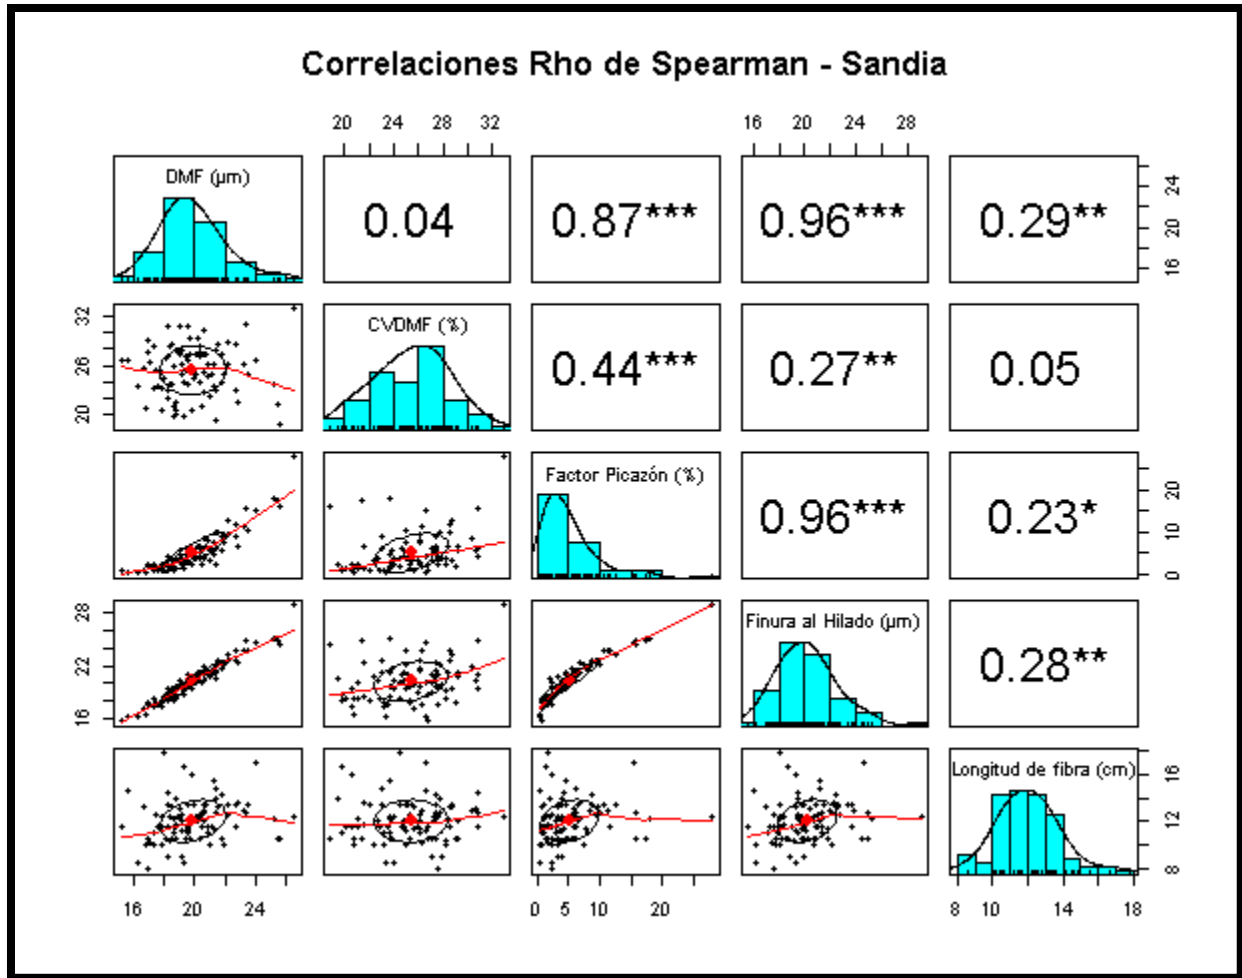 Correlaciones Rho de Spearman - Sandia
20 24 28 32 16 20 24 28
DMF (µm) 0.04 0.87*** 0.96*** 0.29** 16 20 24
20 26 32 CVDMF (%) 0.44*** 0.27** 0.05
Factor Picazón (%) 0.96*** 0.23* 0 10 20
16 22 28 Finura al Hilado (µm) 0.28**
Longitud de fibra (cm) 8 12 16
16 20 24 0 5 10 20 8 10 14 18